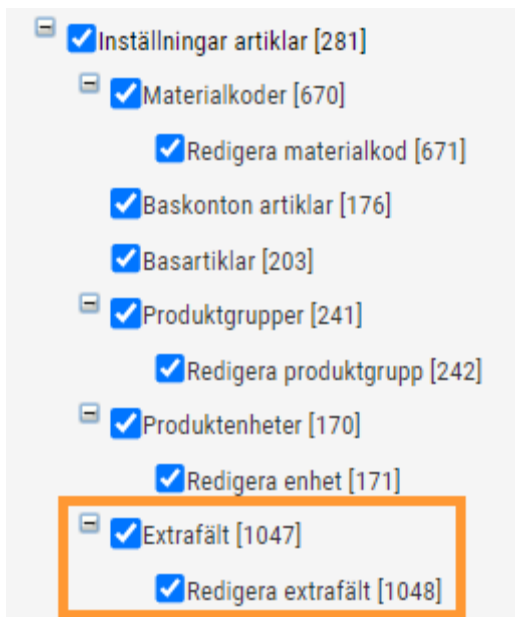 Inställningar artiklar [281]
Materialkoder [670]
Redigera materialkod [671]
Baskonton artiklar [176]
Basartiklar [203]
Produktgrupper [241]
Redigera produktgrupp [242]
Produktenheter [170]
Redigera enhet [171]
Extrafält [1047]
Redigera extrafält [1048]